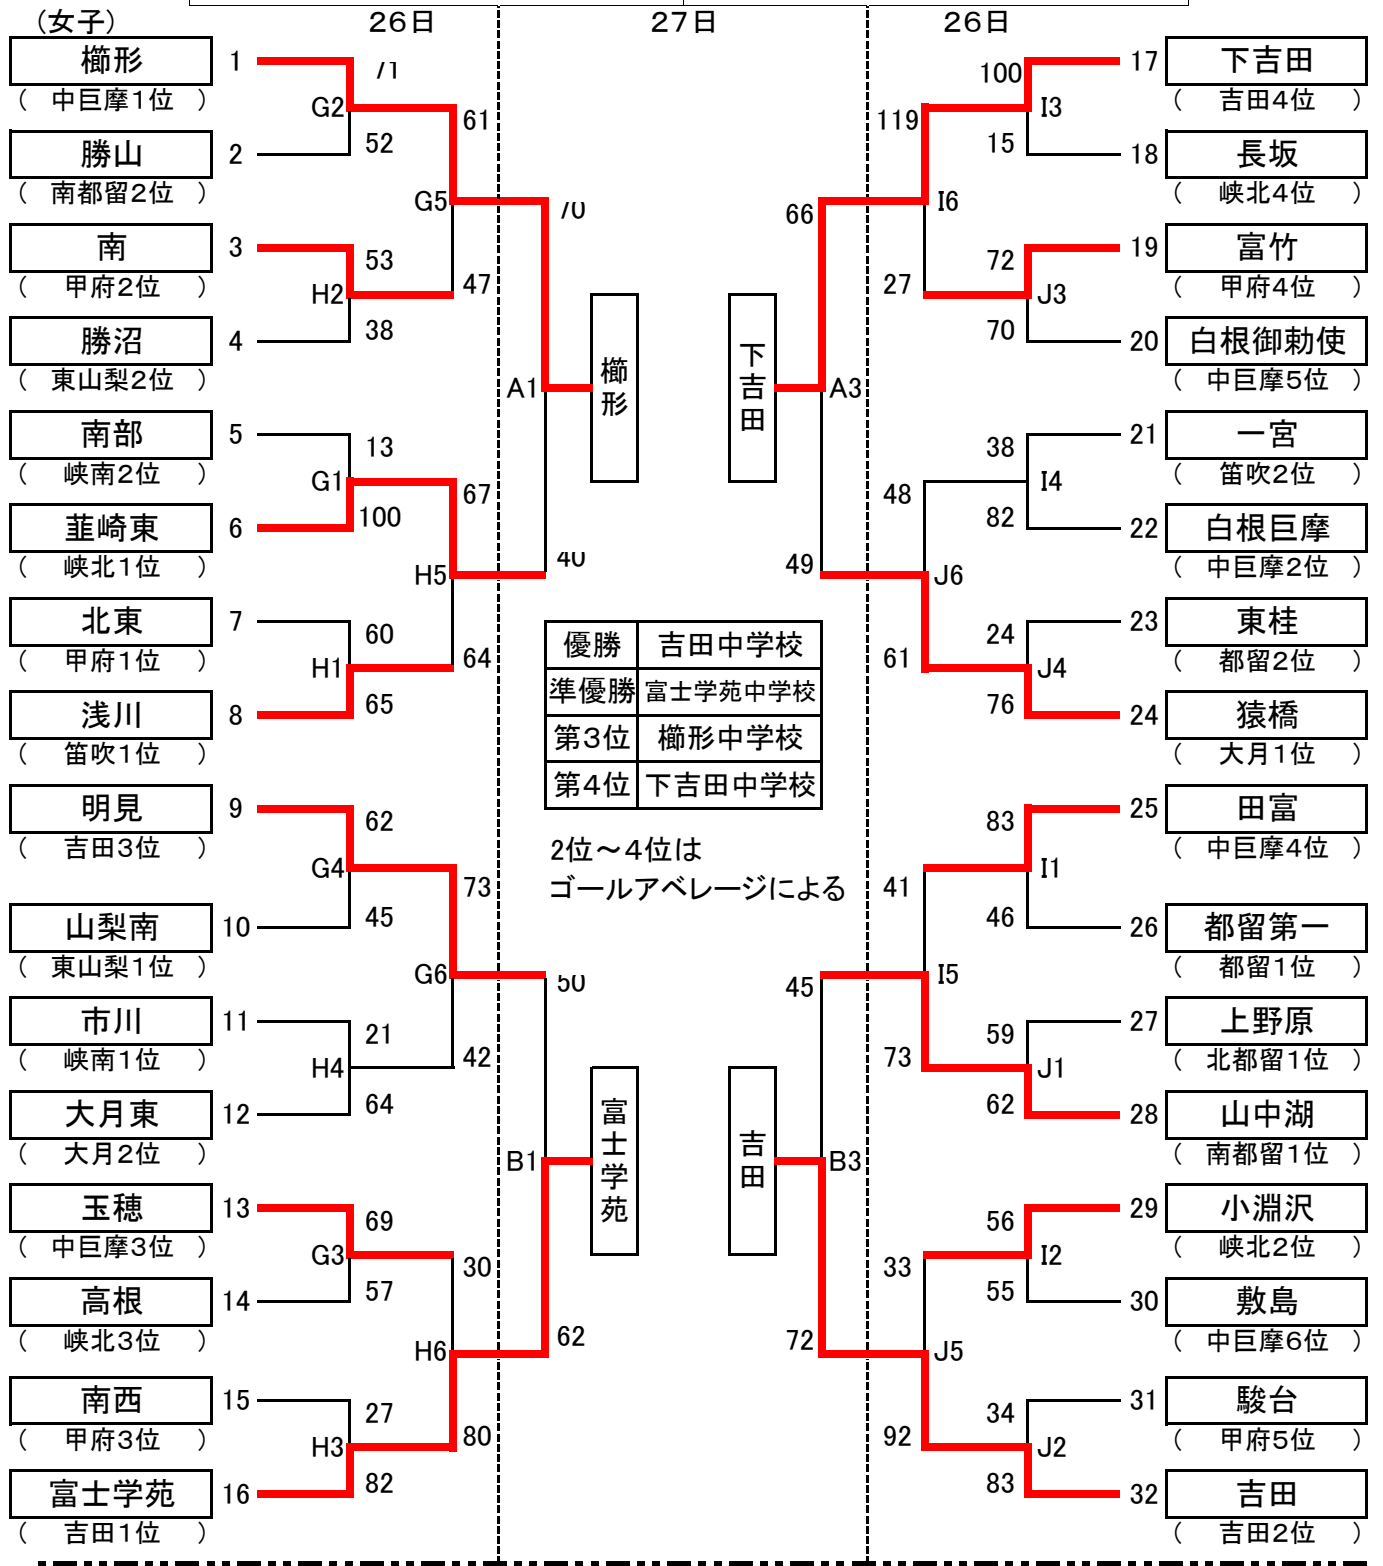 （女子）
26日
27日
26日
櫛形
1
（ 中巨摩1位 ）
71
G2
52
61
勝山
2
（ 南都留2位 ）
G5
70
南
3
（ 甲府2位 ）
53
H2
38
47
勝沼
4
（ 東山梨2位 ）
A1
櫛形
南部
5
（ 峡南2位 ）
13
G1
100
67
韮崎東
6
（ 峡北1位 ）
H5
40
北東
7
（ 甲府1位 ）
60
H1
65
64
浅川
8
（ 笛吹1位 ）
明見
9
（ 吉田3位 ）
62
G4
45
73
山梨南
10
（ 東山梨1位 ）
G6
50
市川
11
（ 峡南1位 ）
21
H4
64
42
大月東
12
（ 大月2位 ）
B1
富士学苑
玉穂
13
（ 中巨摩3位 ）
69
G3
57
30
高根
14
（ 峡北3位 ）
H6
62
南西
15
（ 甲府3位 ）
27
H3
82
80
富士学苑
16
（ 吉田1位 ）
優勝 吉田中学校
準優勝 富士学苑中学校
第3位 櫛形中学校
第4位 下吉田中学校
2位～4位は
ゴールアベレージによる
下吉田
17
（ 吉田4位 ）
100
I3
15
119
長坂
18
（ 峡北4位 ）
I6
66
富竹
19
（ 甲府4位 ）
72
J3
70
27
白根御勅使
20
（ 中巨摩5位 ）
A3
下吉田
一宮
21
（ 笛吹2位 ）
38
I4
82
48
白根巨摩
22
（ 中巨摩2位 ）
J6
49
東桂
23
（ 都留2位 ）
24
J4
76
61
猿橋
24
（ 大月1位 ）
田富
25
（ 中巨摩4位 ）
83
I1
46
41
都留第一
26
（ 都留1位 ）
I5
45
上野原
27
（ 北都留1位 ）
59
J1
62
73
山中湖
28
（ 南都留1位 ）
B3
吉田
小淵沢
29
（ 峡北2位 ）
56
I2
55
33
敷島
30
（ 中巨摩6位 ）
J5
72
駿台
31
（ 甲府5位 ）
34
J2
83
92
吉田
32
（ 吉田2位 ）